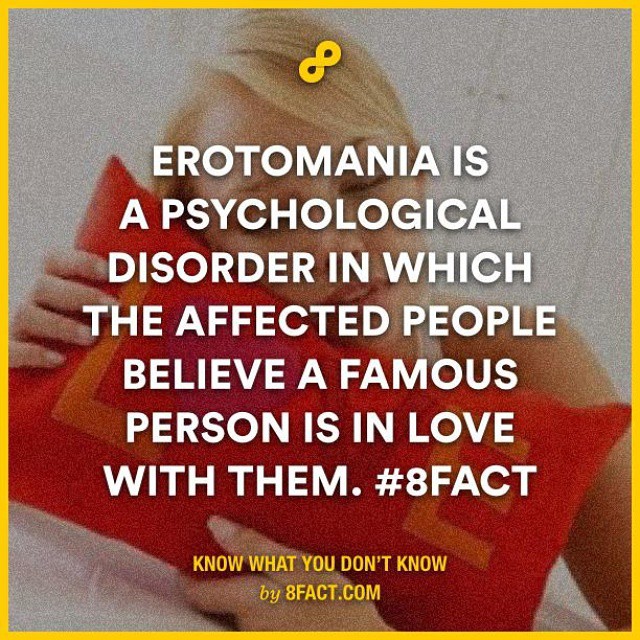 EROTOMANIA IS
A PSYCHOLOGICAL
DISORDER IN WHICH
THE AFFECTED PEOPLE
BELIEVE A FAMOUS
PERSON IS IN LOVE
WITH THEM. #8FACT
KNOW WHAT YOU DON'T KNOW
by 8FACT.COM